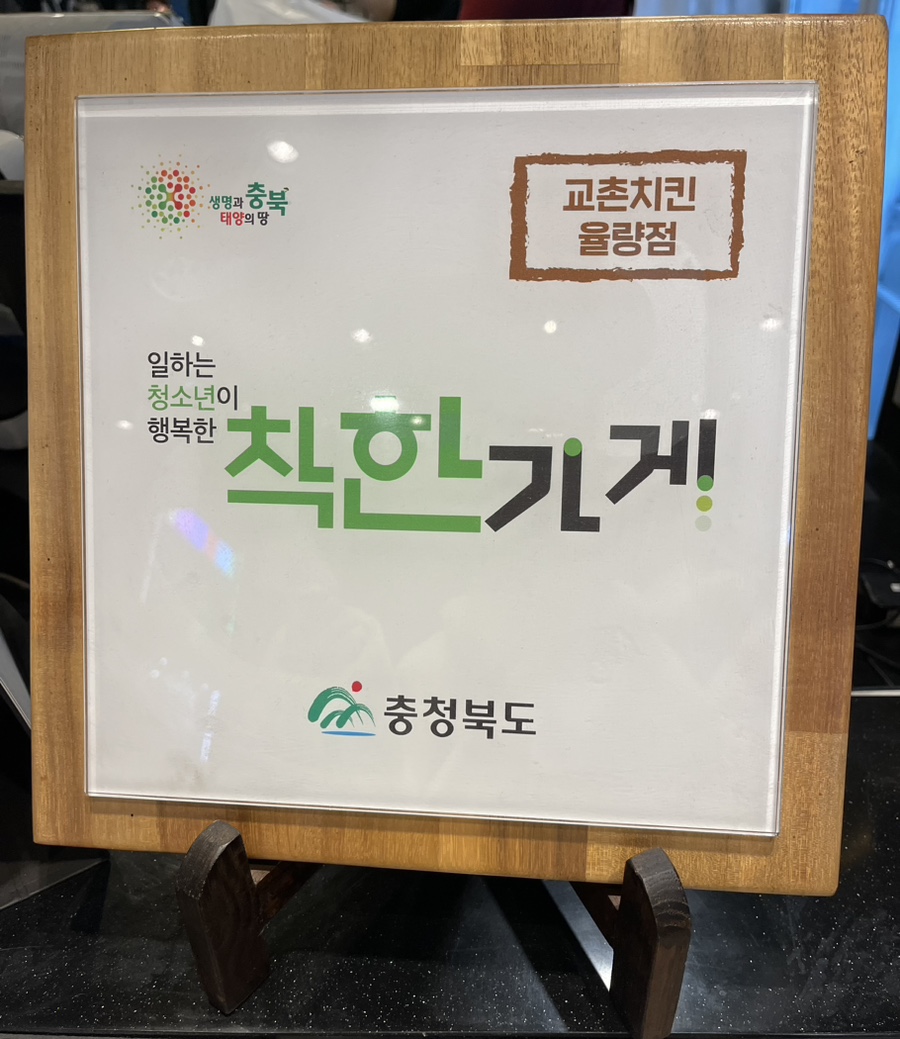 생명과 충북
태양의 땅
교촌치킨
율량점
일하는
청소년이
행복한
착한가게!
충청북도